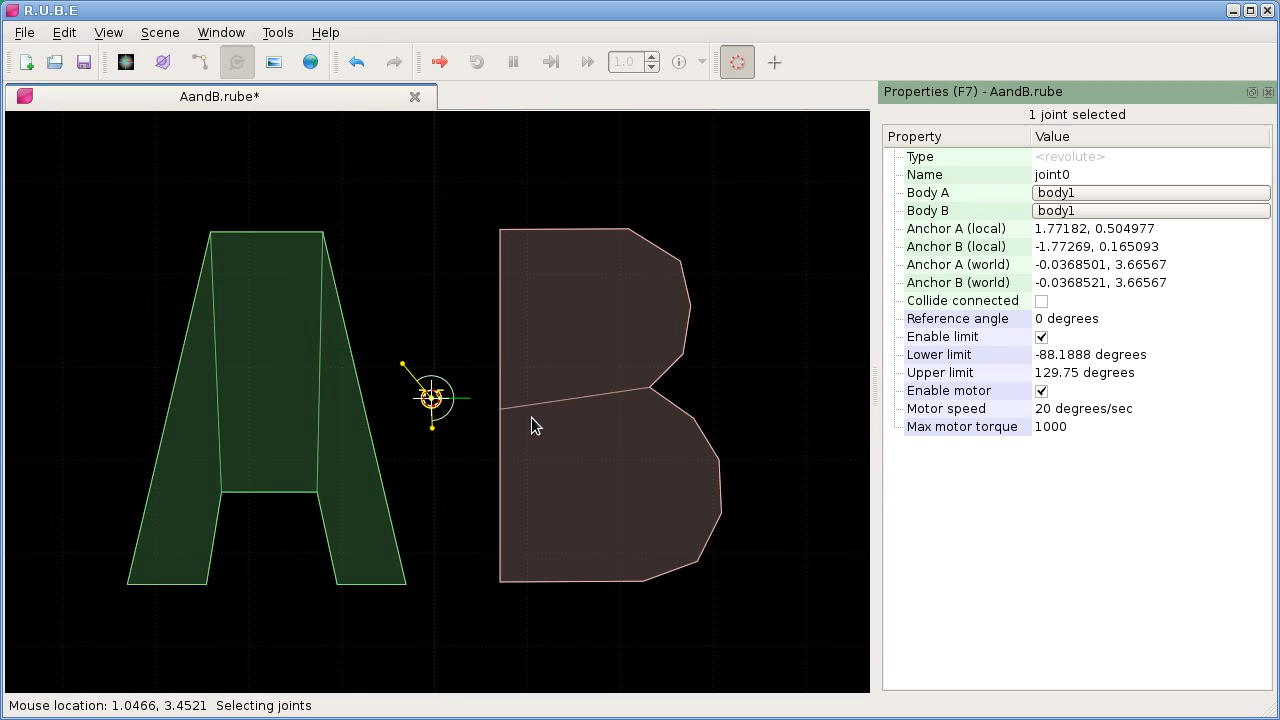 R.U.B.E
File Edit View Scene Window Tools Help
1.0
AandB.rube*
Properties (F7) - AandB.rube
1 joint selected
Property Value
Type <revolute>
Name joint0
Body A body1
Body B body1
Anchor A (local) 1.77182, 0.504977
Anchor B (local) -1.77269, 0.165093
Anchor A (world) -0.0368501, 3.66567
Anchor B (world) -0.0368521, 3.66567
Collide connected
Reference angle 0 degrees
Enable limit
Lower limit -88.1888 degrees
Upper limit 129.75 degrees
Enable motor
Motor speed 20 degrees/sec
Max motor torque 1000
Mouse location: 1.0466, 3.4521 Selecting joints